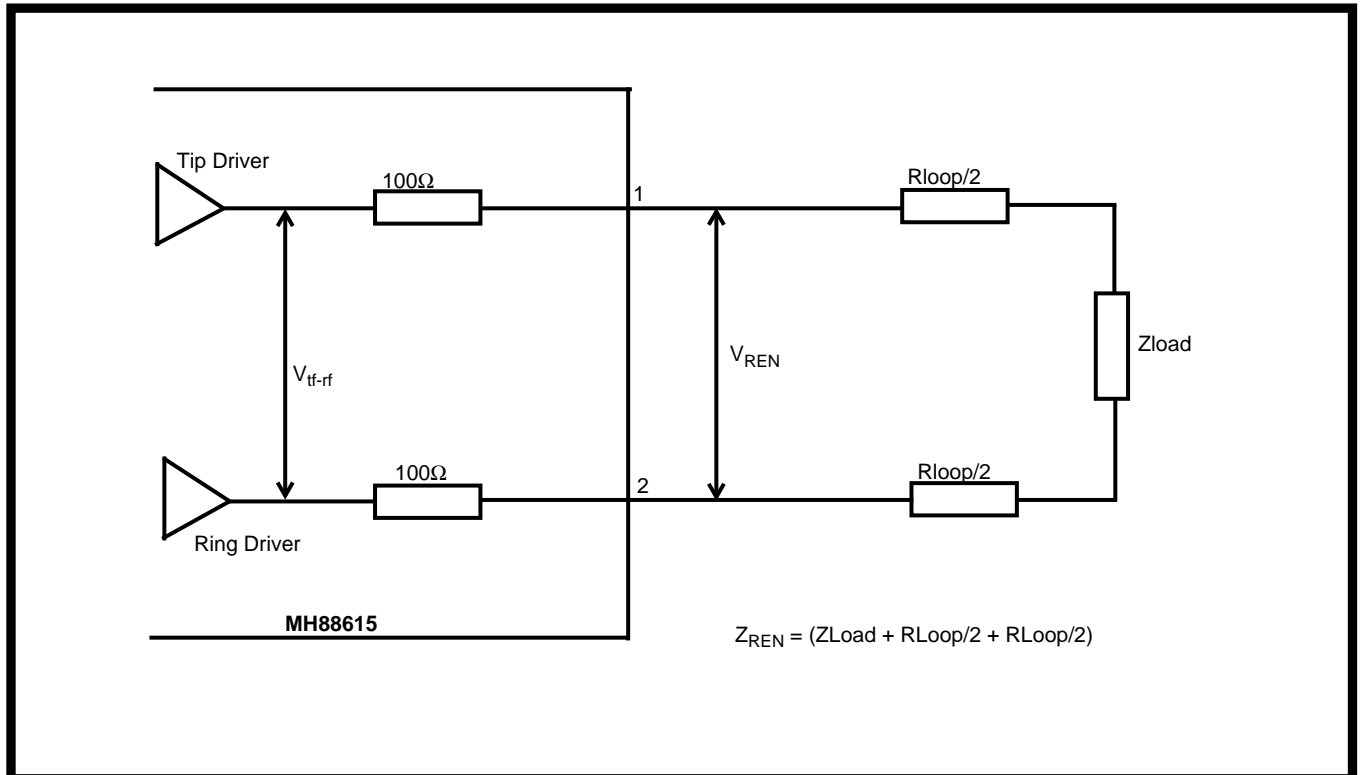 Tip Driver
100Ω
1
Rloop/2
Zload
V_tf-rf
V_REN
100Ω
2
Rloop/2
Ring Driver
MH88615
Z_REN = (ZLoad + RLoop/2 + RLoop/2)